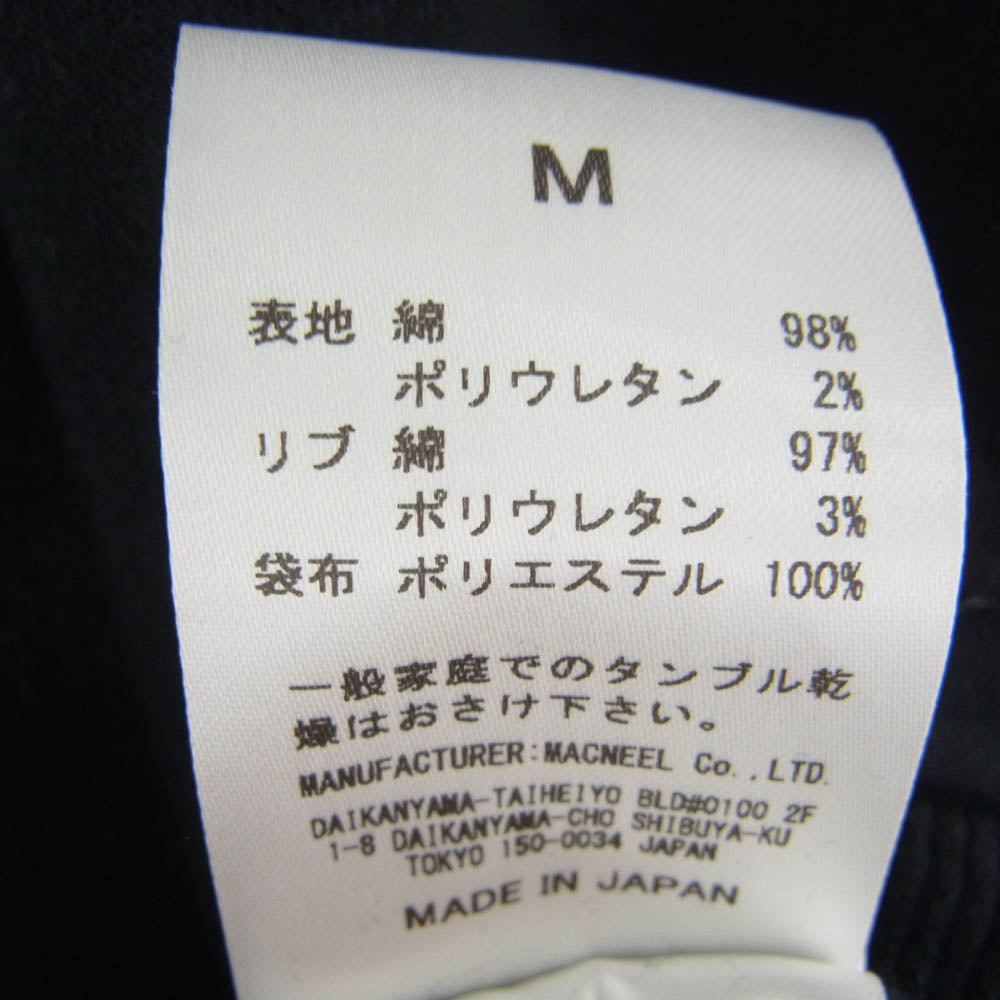 M
表地 綿 98%
ポリウレタン 2%
リブ 綿 97%
ポリウレタン 3%
袋布 ポリエステル 100%
一般家庭でのタンブル乾
燥はおさけ下さい。
MANUFACTURER:MACNEEL Co.,LTD.
DAIKANYAMA-TAIHEIYO BLD#0100 2F
1-8 DAIKANYAMA-CHO SHIBUYA-KU
TOKYO 150-0034 JAPAN
MADE IN JAPAN